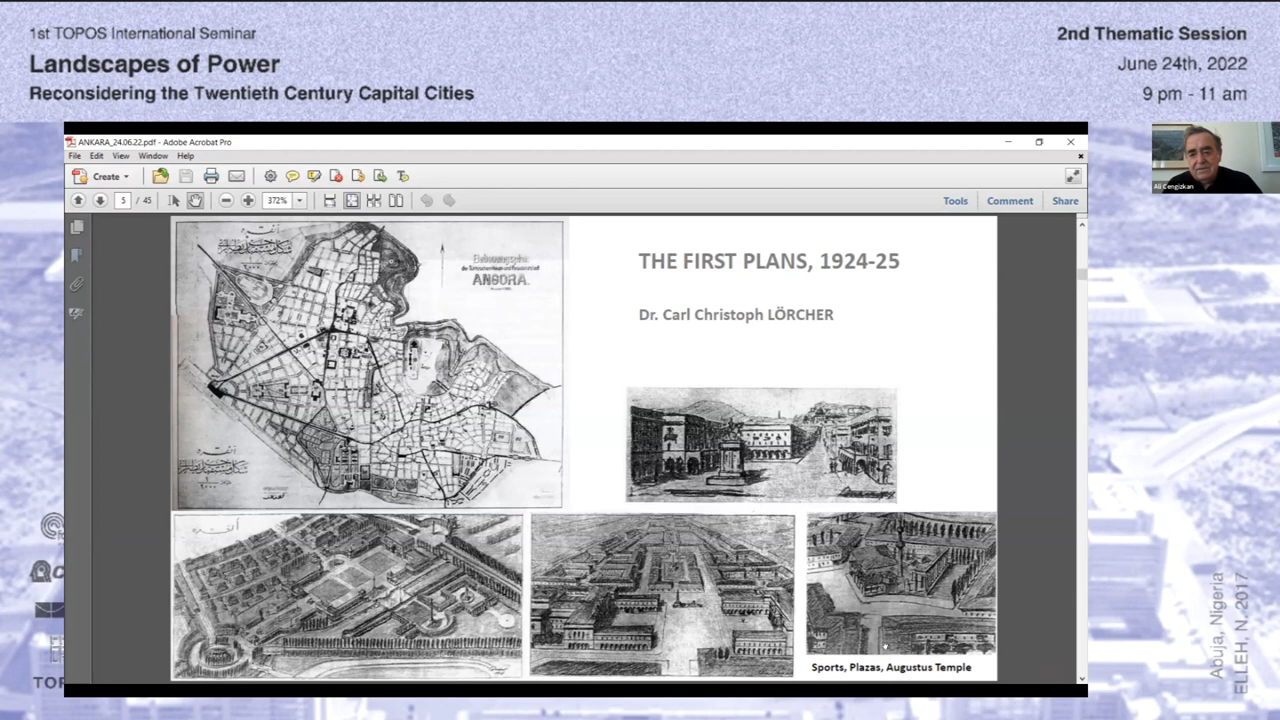 1st TOPOS International Seminar
Landscapes of Power
Reconsidering the Twentieth Century Capital Cities
2nd Thematic Session
June 24th, 2022
9 pm - 11 am
ANKARA_24.06.22.pdf - Adobe Acrobat Pro
File Edit View Window Help
Create
5 / 45
372%
Tools Comment Share
Ali Cengizkan
ANGORA.
THE FIRST PLANS, 1924-25
Dr. Carl Christoph LÖRCHER
Sports, Plazas, Augustus Temple
Abuja, Nigeria
ELLEH, N. 2017